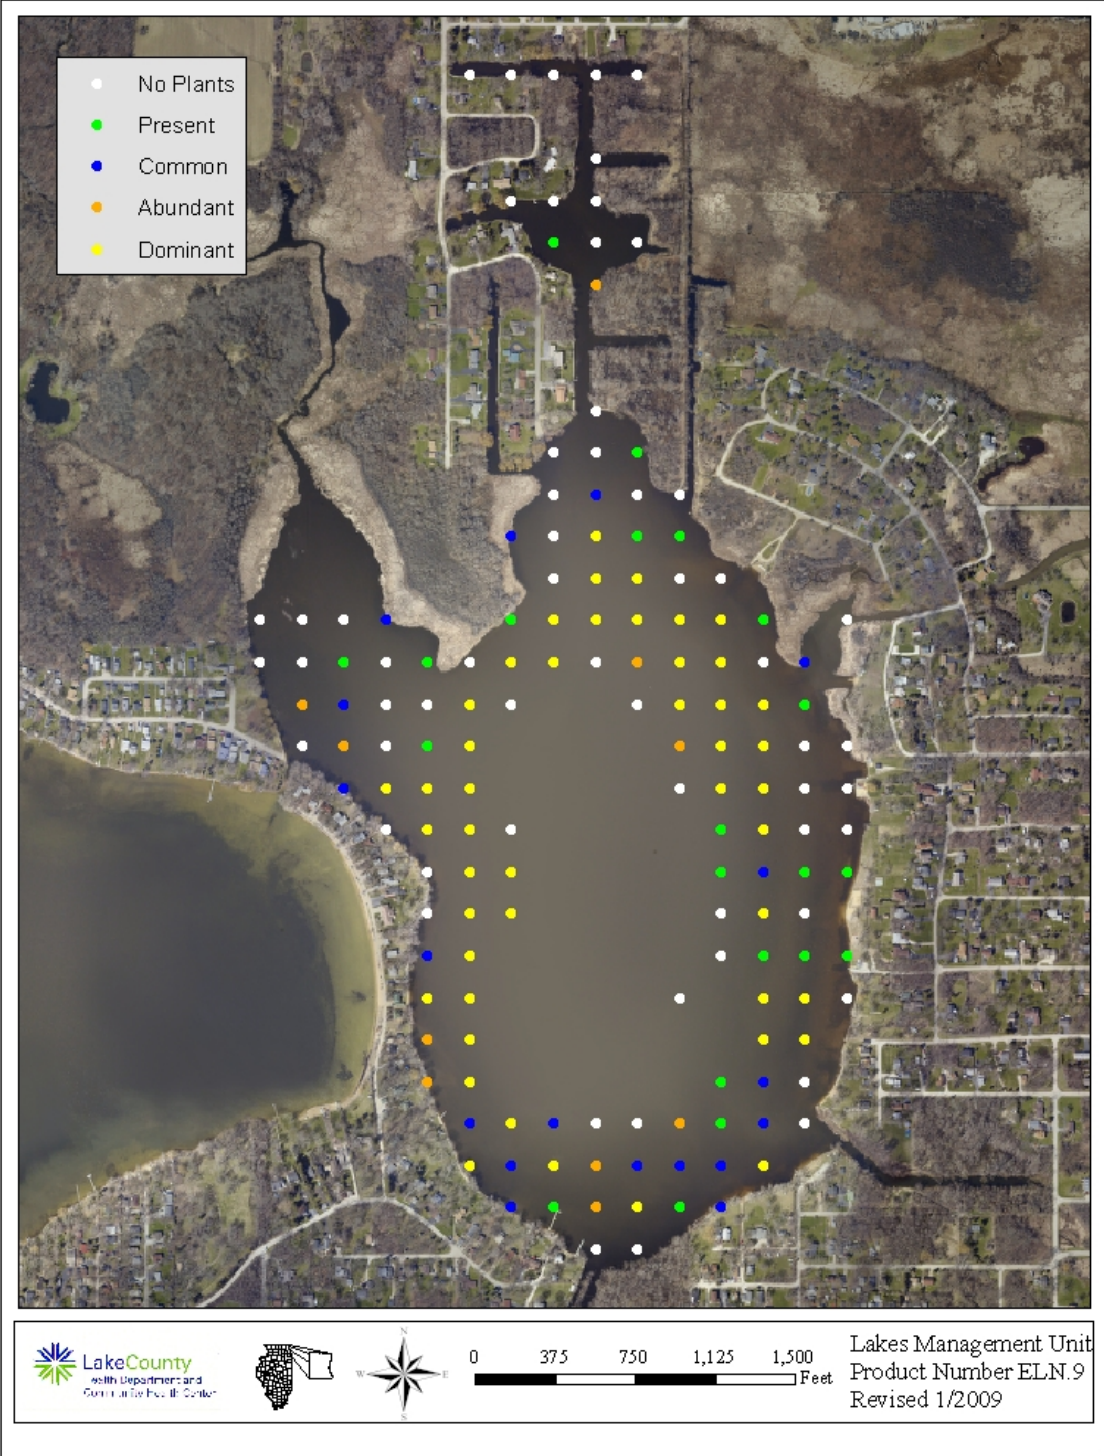 No Plants
Present
Common
Abundant
Dominant
LakeCounty
Health Department and
Community Health Center
N
W E
S
0 375 750 1,125 1,500
Feet
Lakes Management Unit
Product Number ELN.9
Revised 1/2009